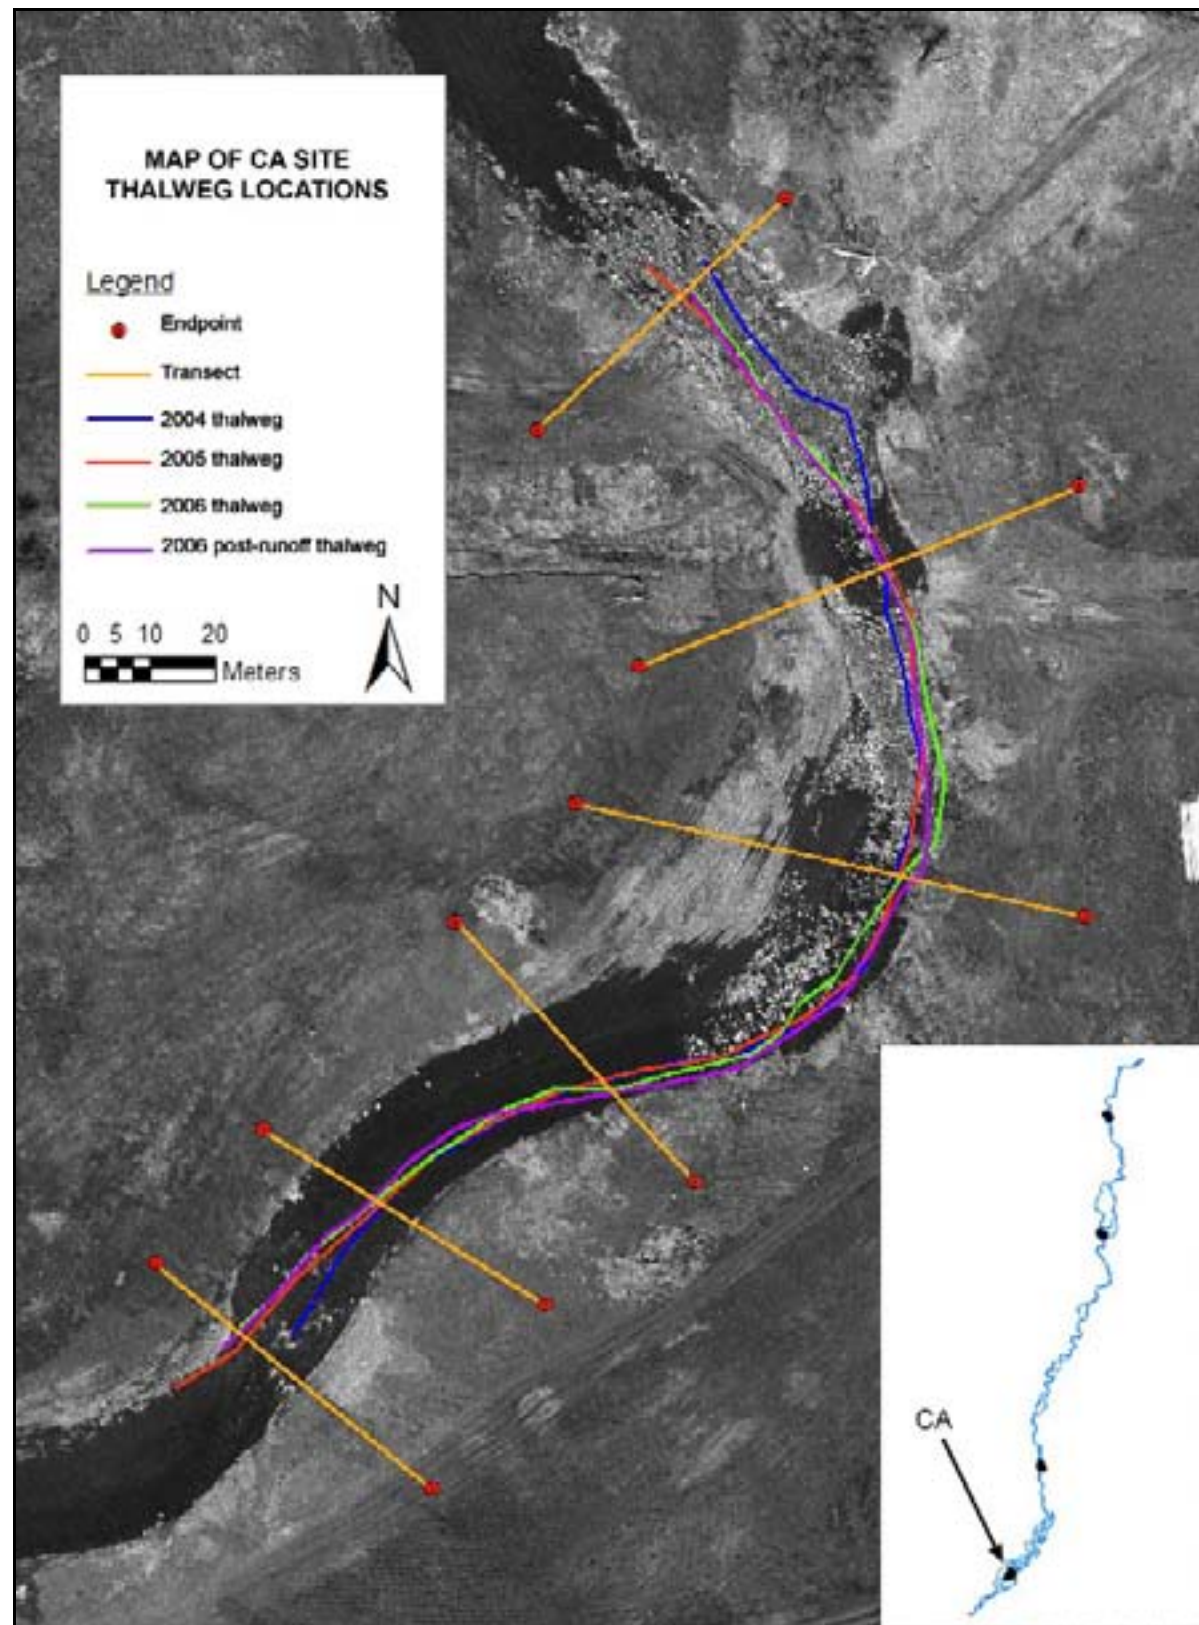 MAP OF CA SITE
THALWEG LOCATIONS
Legend
Endpoint
Transect
2004 thalweg
2005 thalweg
2006 thalweg
2006 post-runoff thalweg
N
0 5 10 20
Meters
CA